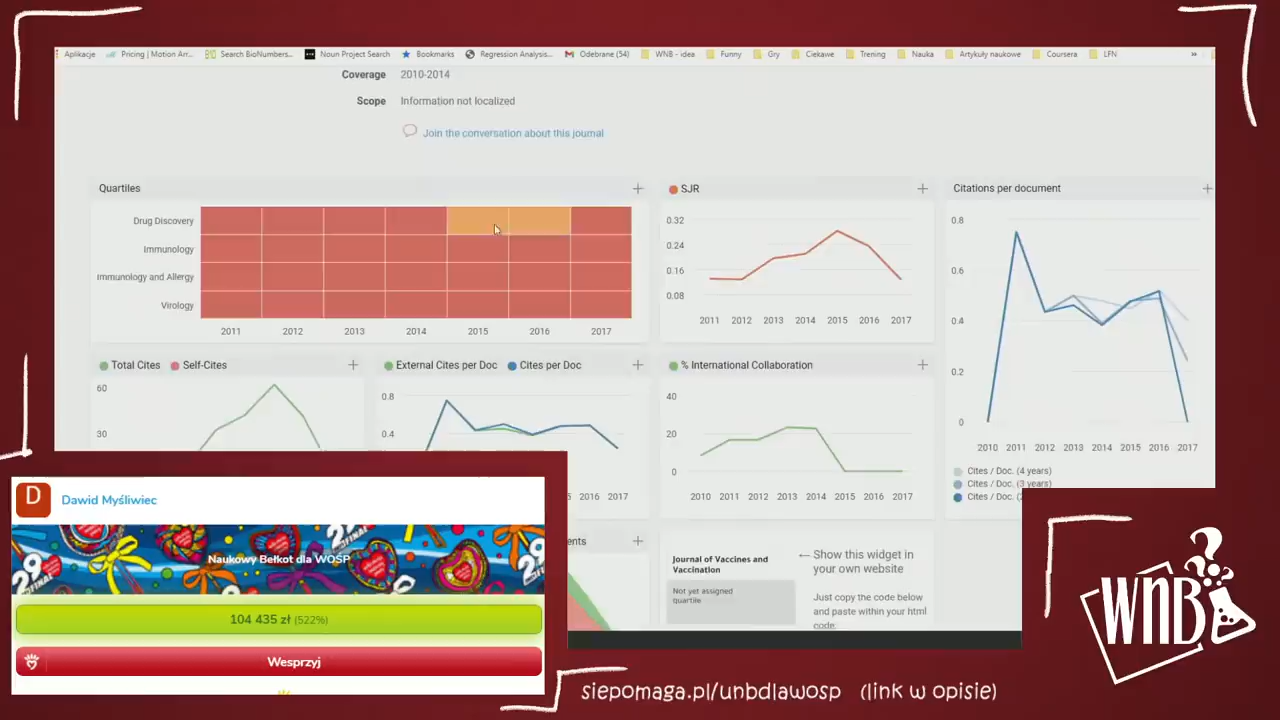 Aplikacje Pricing | Motion Arr... Search BioNumbers... Noun Project Search Bookmarks Regression Analysis... Odebrane (54) WNB - idea Funny Gry Ciekawe Trening Nauka Artykuły naukowe Coursera LFN »
Coverage 2010-2014
Scope Information not localized
Join the conversation about this journal
Quartiles
Drug Discovery
Immunology
Immunology and Allergy
Virology
2011 2012 2013 2014 2015 2016 2017
SJR
0.32
0.24
0.16
0.08
2011 2012 2013 2014 2015 2016 2017
Citations per document
0.8
0.6
0.4
0.2
0
2010 2011 2012 2013 2014 2015 2016 2017
Cites / Doc. (4 years)
Cites / Doc. (3 years)
Cites / Doc. (2
Total Cites Self-Cites
60
30
External Cites per Doc Cites per Doc
0.8
0.4
2016 2017
% International Collaboration
40
20
0
2010 2011 2012 2013 2014 2015 2016 2017
ents
Journal of Vaccines and
Vaccination
Not yet assigned
quartile
← Show this widget in
your own website
Just copy the code below
and paste within your html
code:
D
Dawid Myśliwiec
29
FINAŁ
Naukowy Bełkot dla WOŚP
29
FINAŁ
104 435 zł (522%)
Wesprzyj
WNB
siepomaga.pl/unbdlawosp (link w opisie)